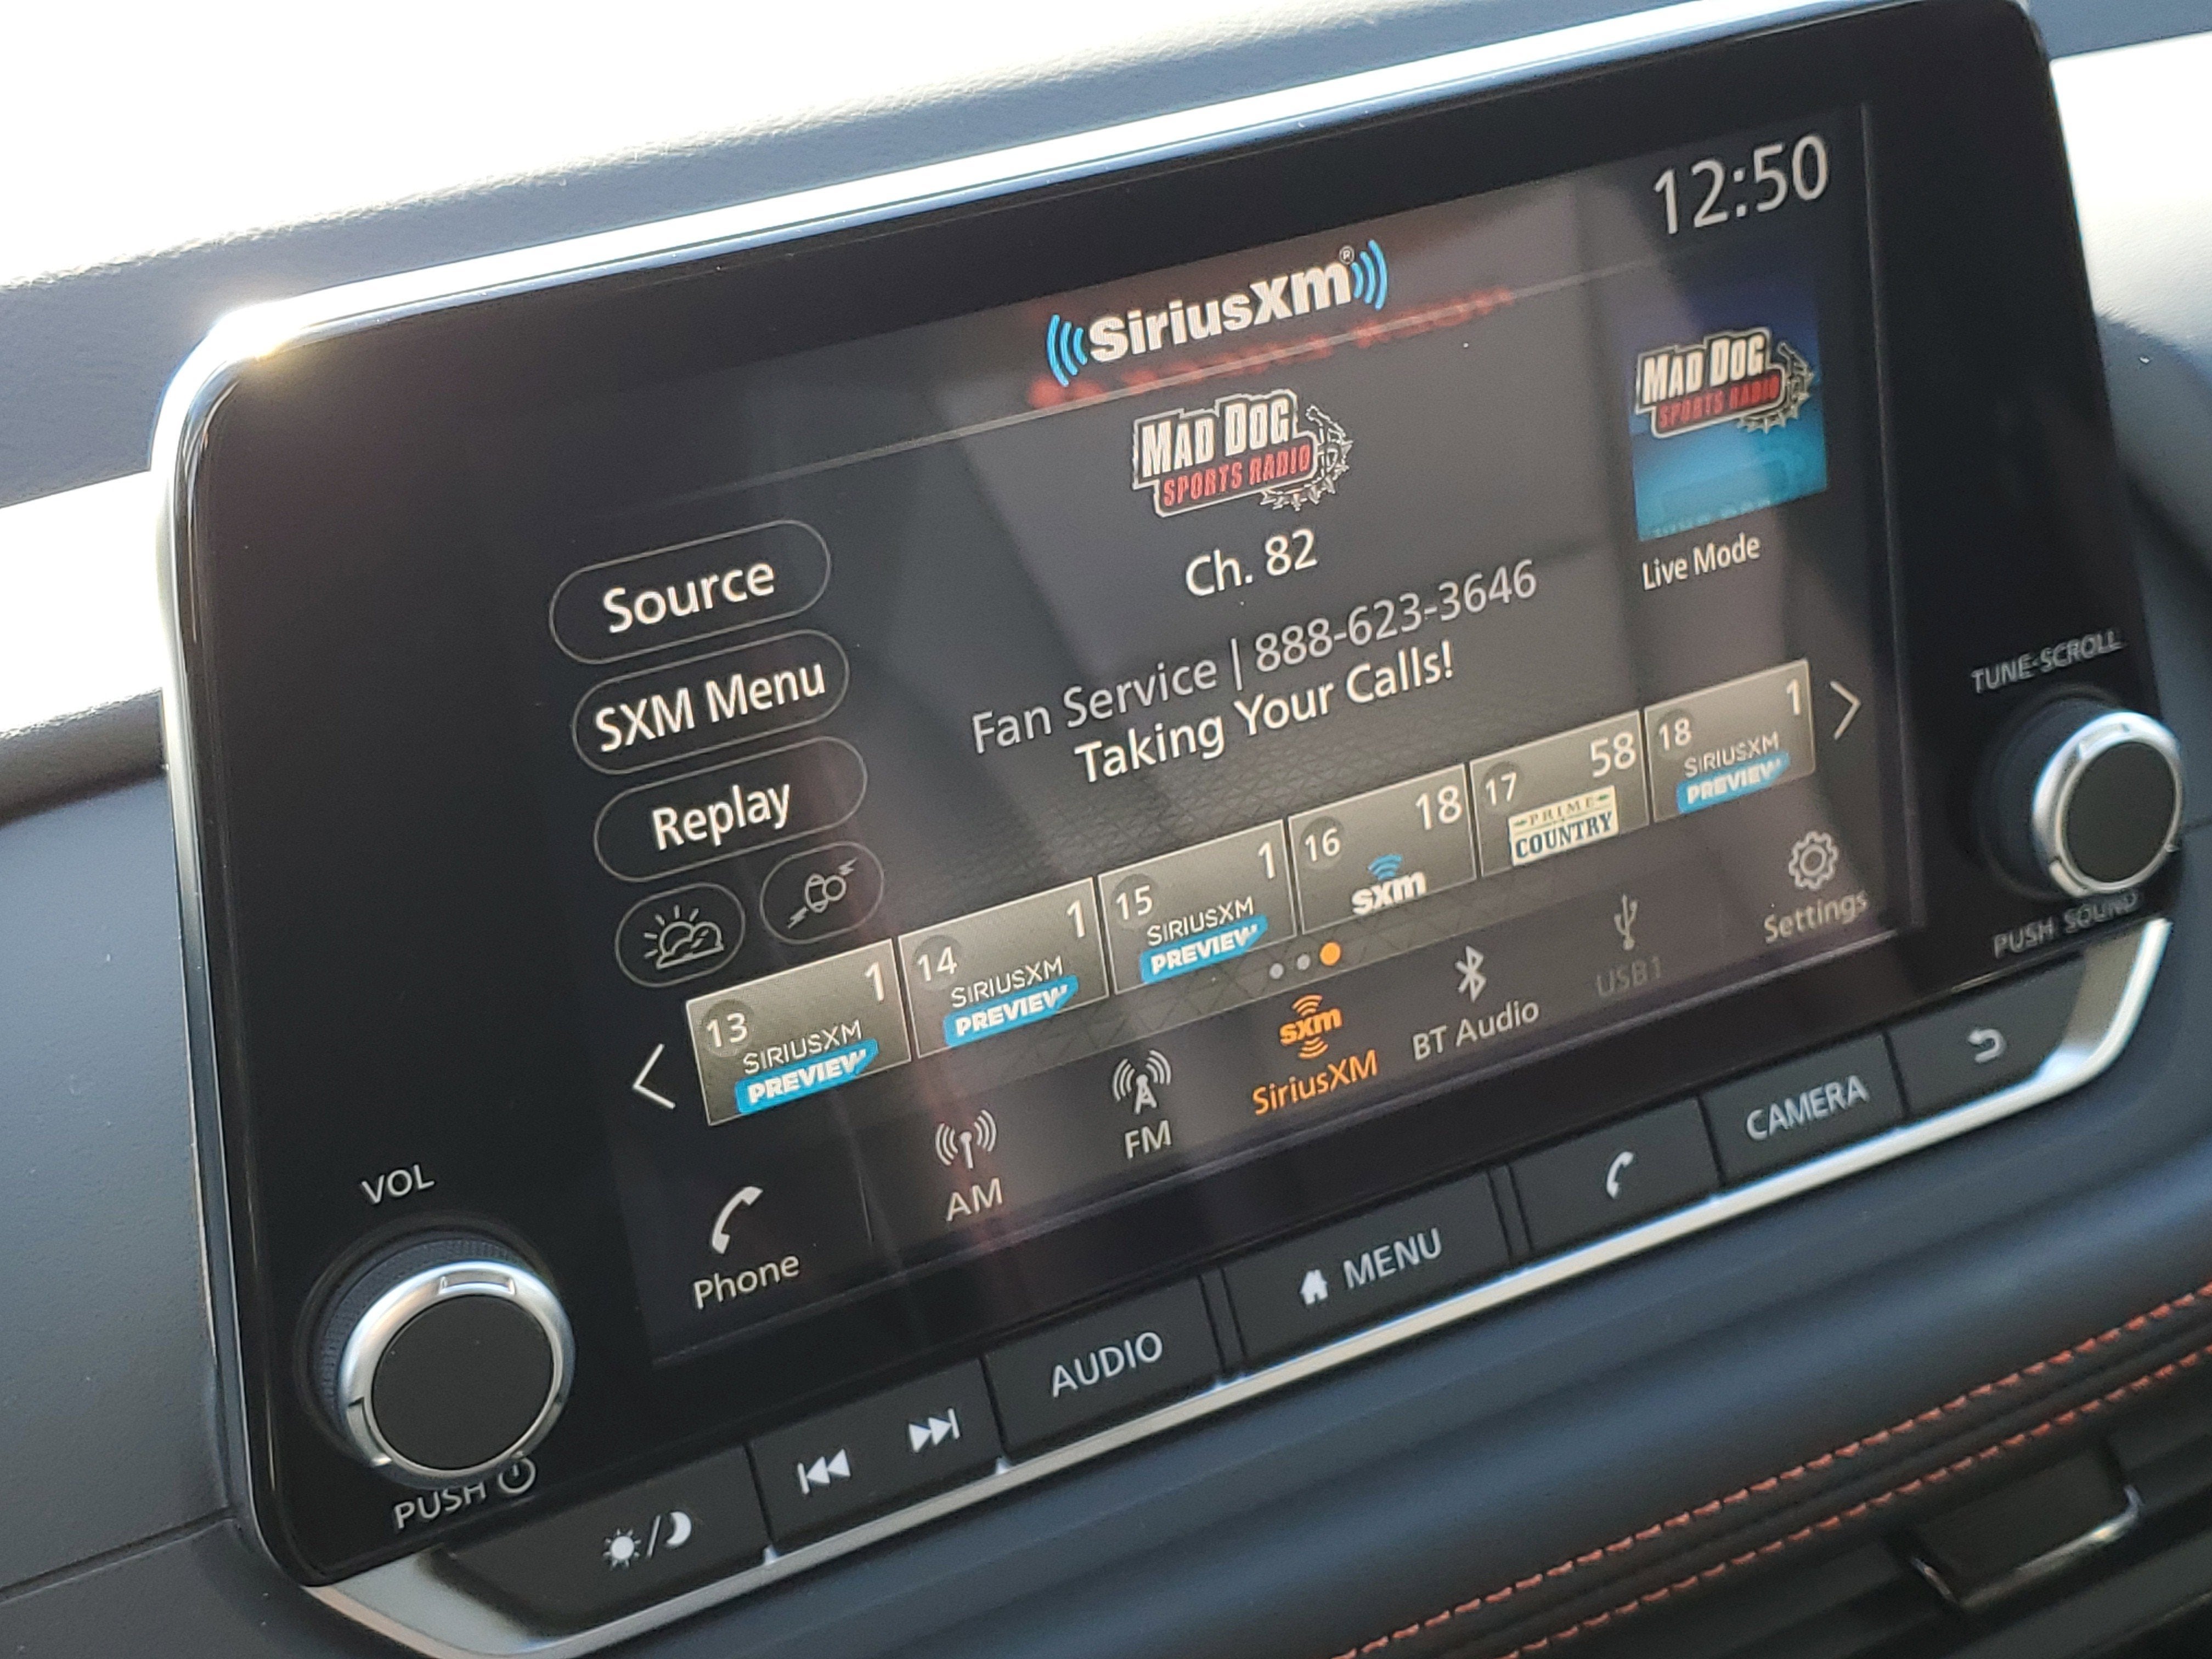 12:50
SiriusXM®
MAD DOG
SPORTS RADIO
MAD DOG
SPORTS RADIO
Live Mode
Source
SXM Menu
Replay
Ch. 82
Fan Service | 888-623-3646
Taking Your Calls!
13 1
SIRIUSXM
PREVIEW
14 1
SIRIUSXM
PREVIEW
15 1
SIRIUSXM
PREVIEW
16 18
sxm
17 58
PRIME
COUNTRY
18 1
SIRIUSXM
PREVIEW
Phone
AM
FM
sxm
SiriusXM
BT Audio
USB1
Settings
TUNE·SCROLL
PUSH SOUND
VOL
PUSH
AUDIO
MENU
CAMERA